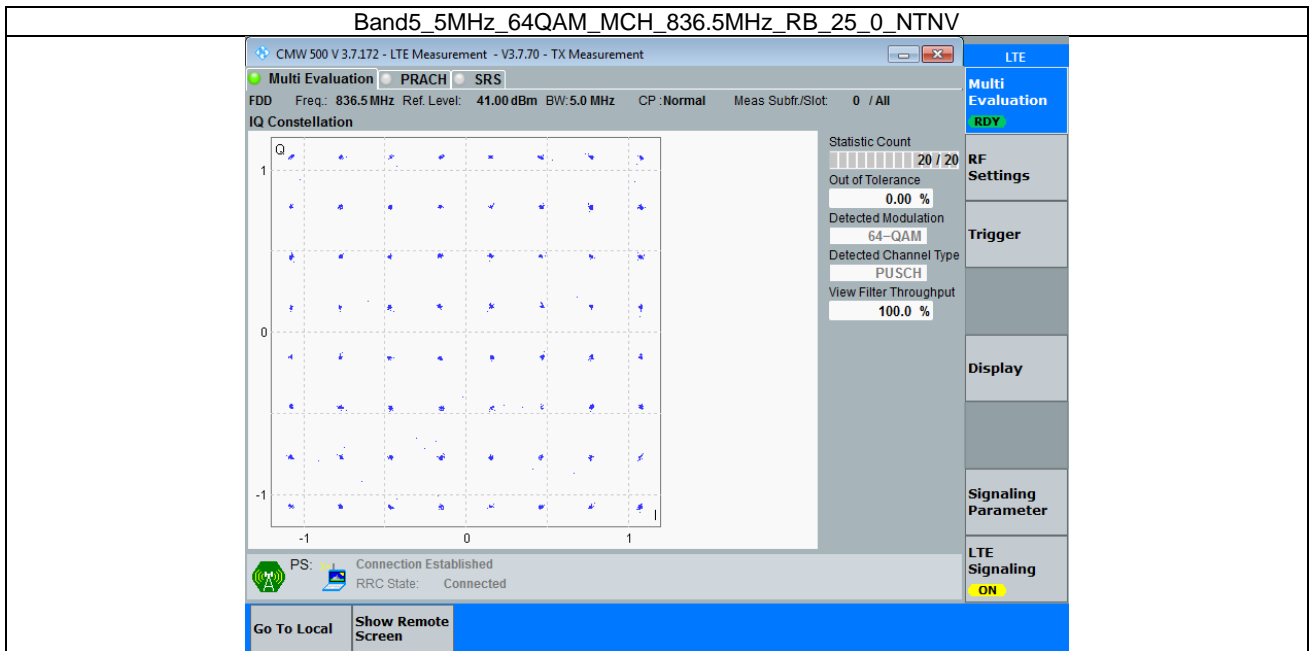 Band5_5MHz_64QAM_MCH_836.5MHz_RB_25_0_NTNV
CMW 500 V 3.7.172 - LTE Measurement - V3.7.70 - TX Measurement
LTE
Multi Evaluation PRACH SRS
Multi
Evaluation
RDY
FDD Freq.: 836.5 MHz Ref. Level: 41.00 dBm BW: 5.0 MHz CP : Normal Meas Subfr./Slot: 0 / All
IQ Constellation
Q
1
0
-1
-1 0 1
I
Statistic Count
20 / 20
Out of Tolerance
0.00 %
Detected Modulation
64-QAM
Detected Channel Type
PUSCH
View Filter Throughput
100.0 %
RF
Settings
Trigger
Display
Signaling
Parameter
LTE
Signaling
ON
PS: Connection Established
RRC State: Connected
Go To Local
Show Remote
Screen